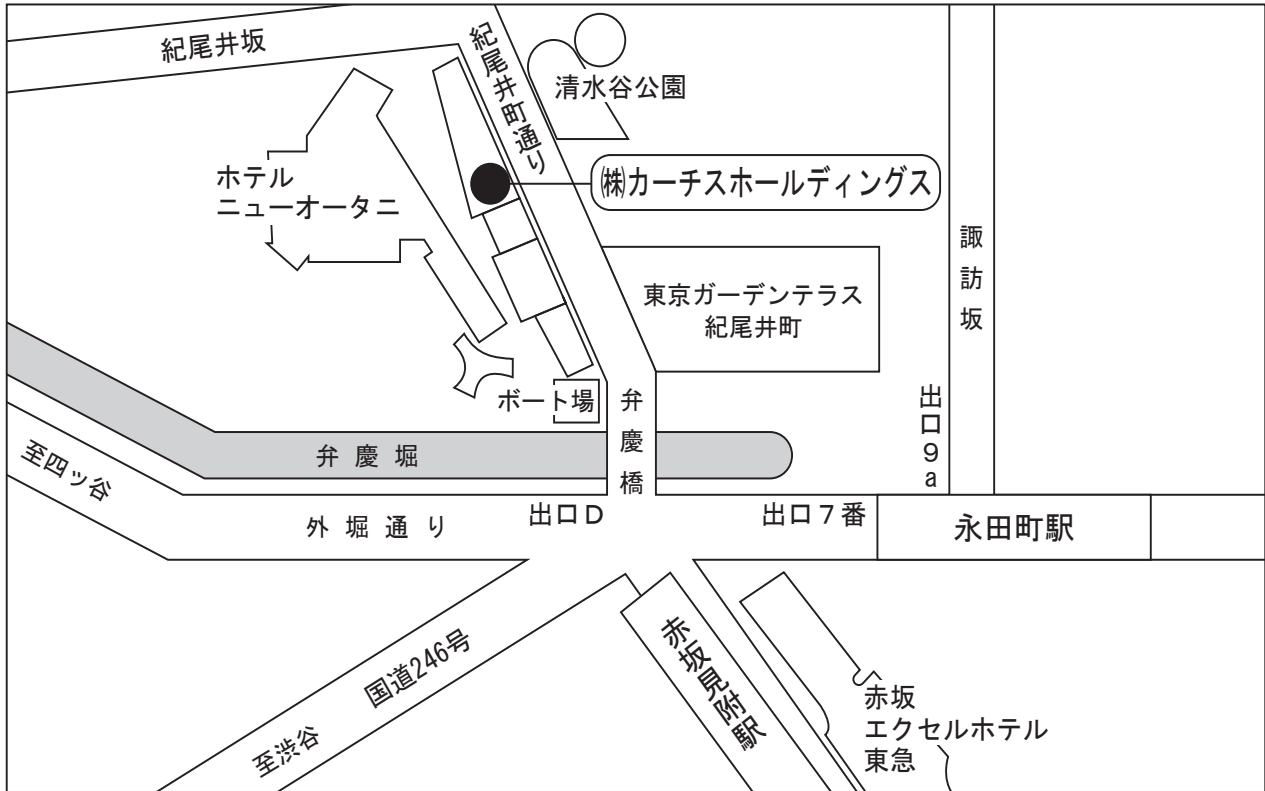 紀尾井坂
紀尾井町通り
清水谷公園
ホテル
ニューオータニ
㈱カーチスホールディングス
諏訪坂
東京ガーデンテラス
紀尾井町
ボート場
弁慶橋
出口9a
弁慶堀
至四ッ谷
外堀通り
出口D
出口7番
永田町駅
国道246号
至渋谷
赤坂見附駅
赤坂
エクセルホテル
東急